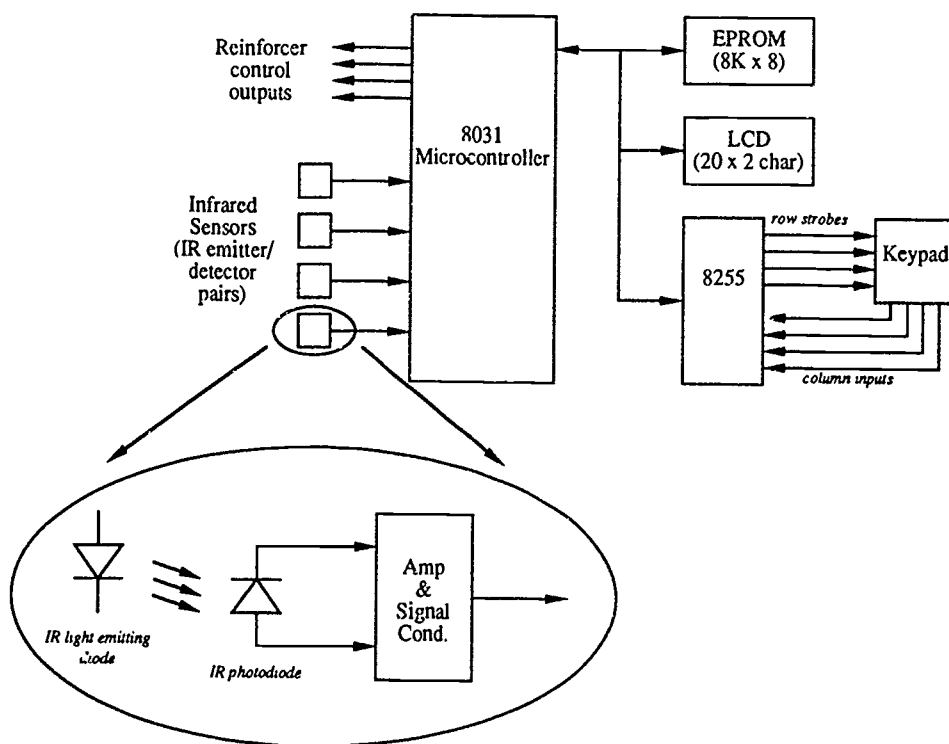 Reinforcer
control
outputs
8031
Microcontroller
EPROM
(8K x 8)
LCD
(20 x 2 char)
Infrared
Sensors
(IR emitter/
detector
pairs)
8255
row strobes
Keypad
column inputs
IR light emitting
diode
IR photodiode
Amp
&
Signal
Cond.